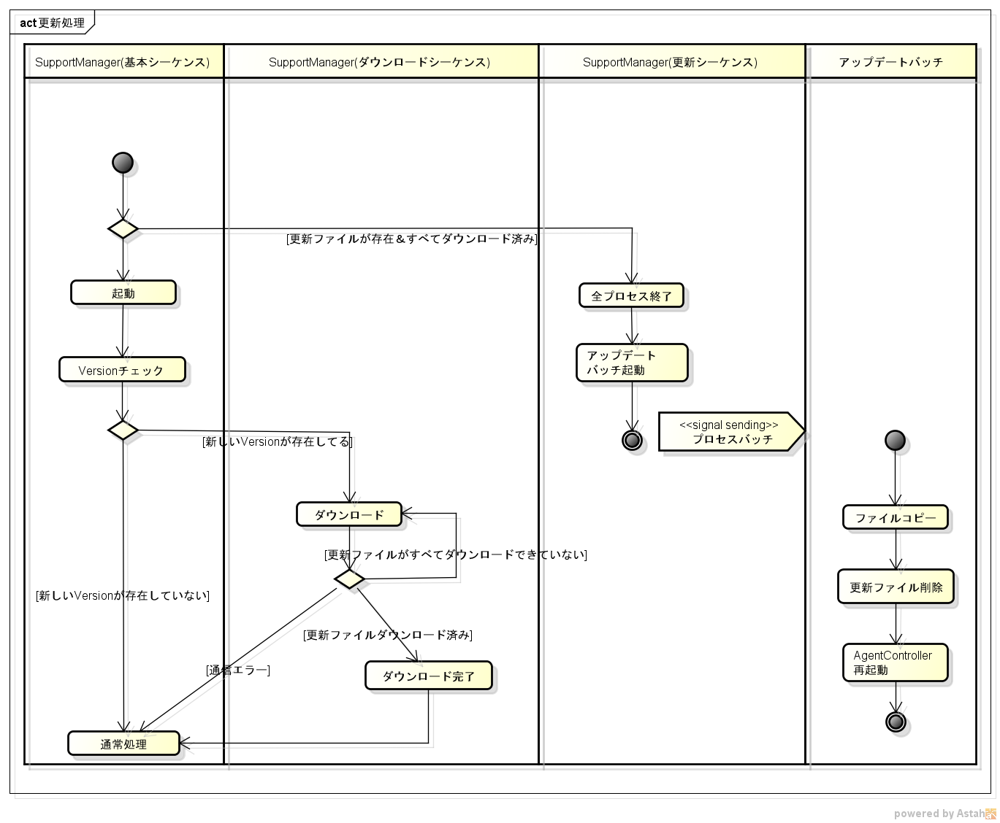 act 更新処理
SupportManager(基本シーケンス)
SupportManager(ダウンロードシーケンス)
SupportManager(更新シーケンス)
アップデートバッチ
[更新ファイルが存在＆すべてダウンロード済み]
起動
全プロセス終了
Versionチェック
アップデート
バッチ起動
[新しいVersionが存在してる]
<<signal sending>>
プロセスバッチ
ダウンロード
ファイルコピー
[更新ファイルがすべてダウンロードできていない]
更新ファイル削除
[新しいVersionが存在していない]
[更新ファイルダウンロード済み]
AgentController
再起動
[通信エラー]
ダウンロード完了
通常処理
powered by Astah